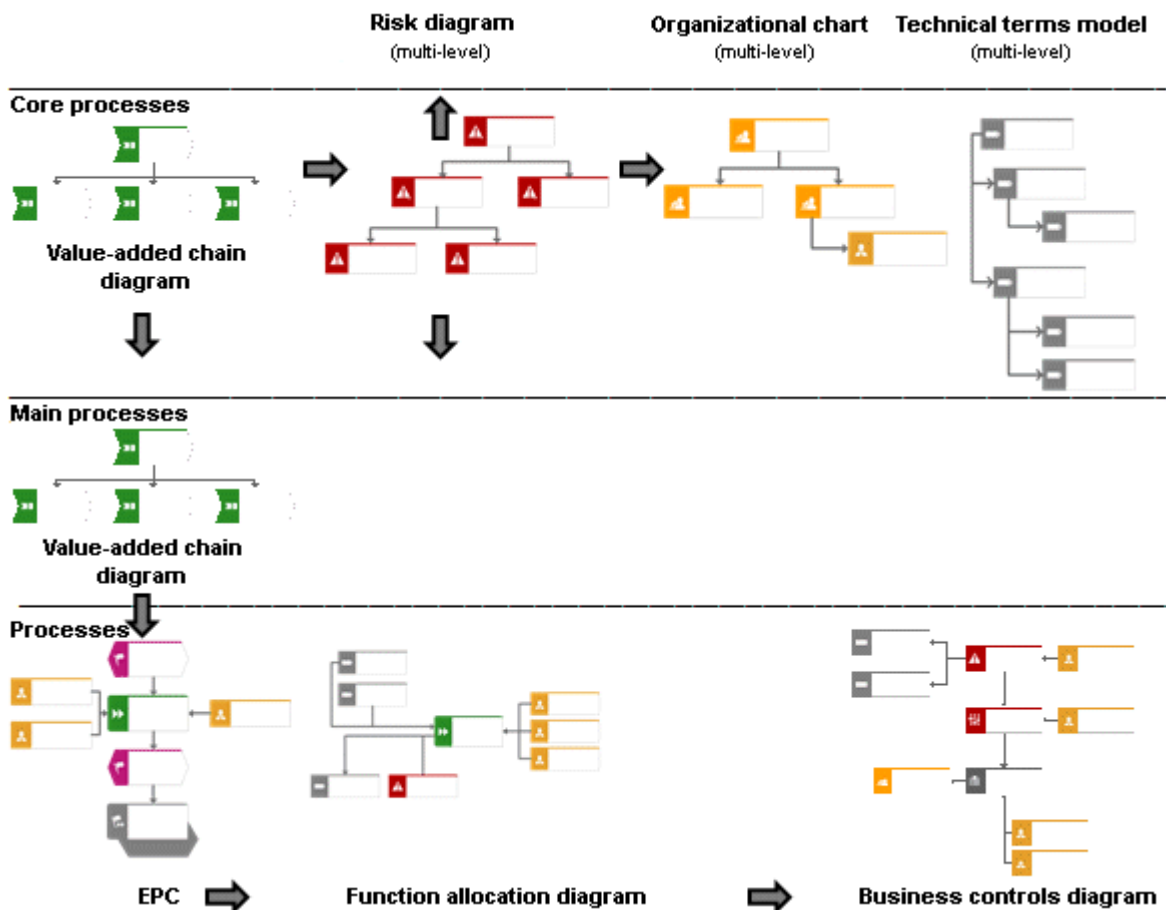 Risk diagram
(multi-level)
Organizational chart
(multi-level)
Technical terms model
(multi-level)
Core processes
Value-added chain
diagram
Main processes
Value-added chain
diagram
Processes
EPC
Function allocation diagram
Business controls diagram